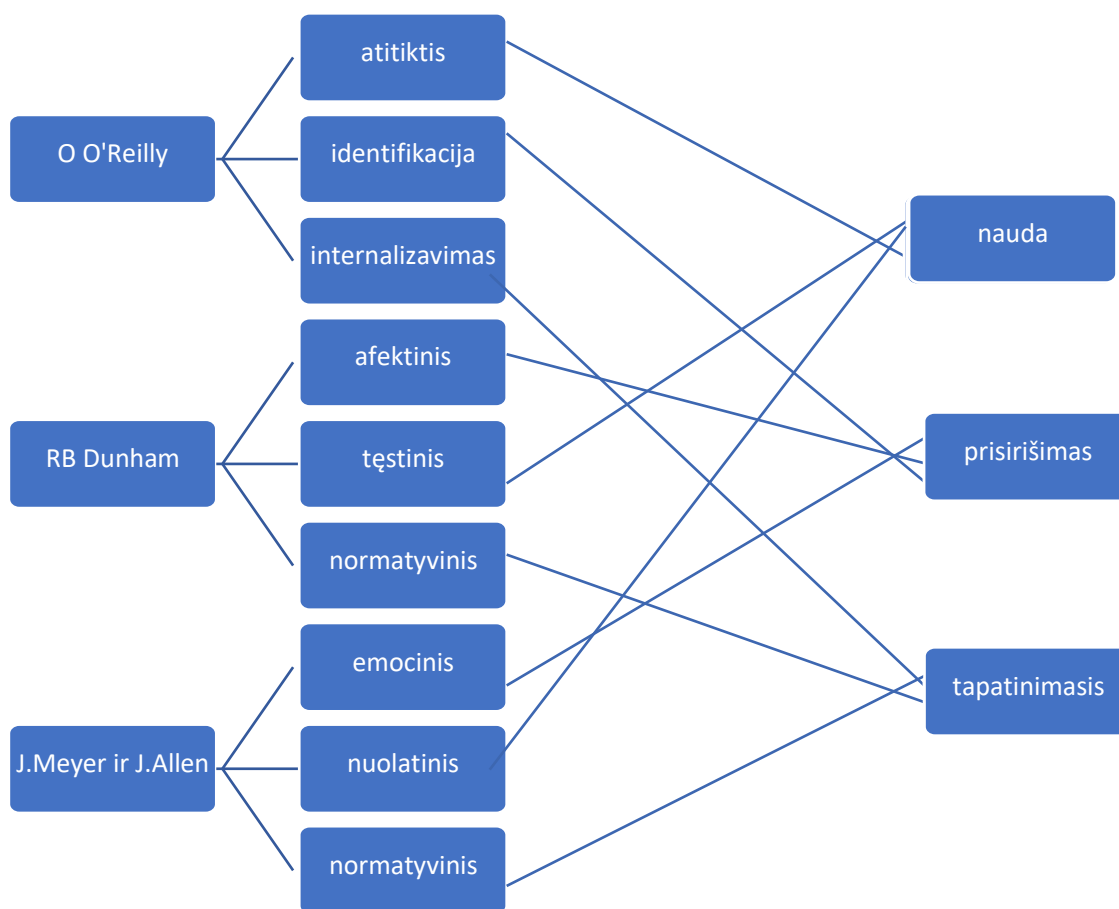 O O'Reilly
atitiktis
identifikacija
internalizavimas
RB Dunham
afektinis
tęstinis
normatyvinis
J.Meyer ir J.Allen
emocinis
nuolatinis
normatyvinis
nauda
prisirišimas
tapatinimasis